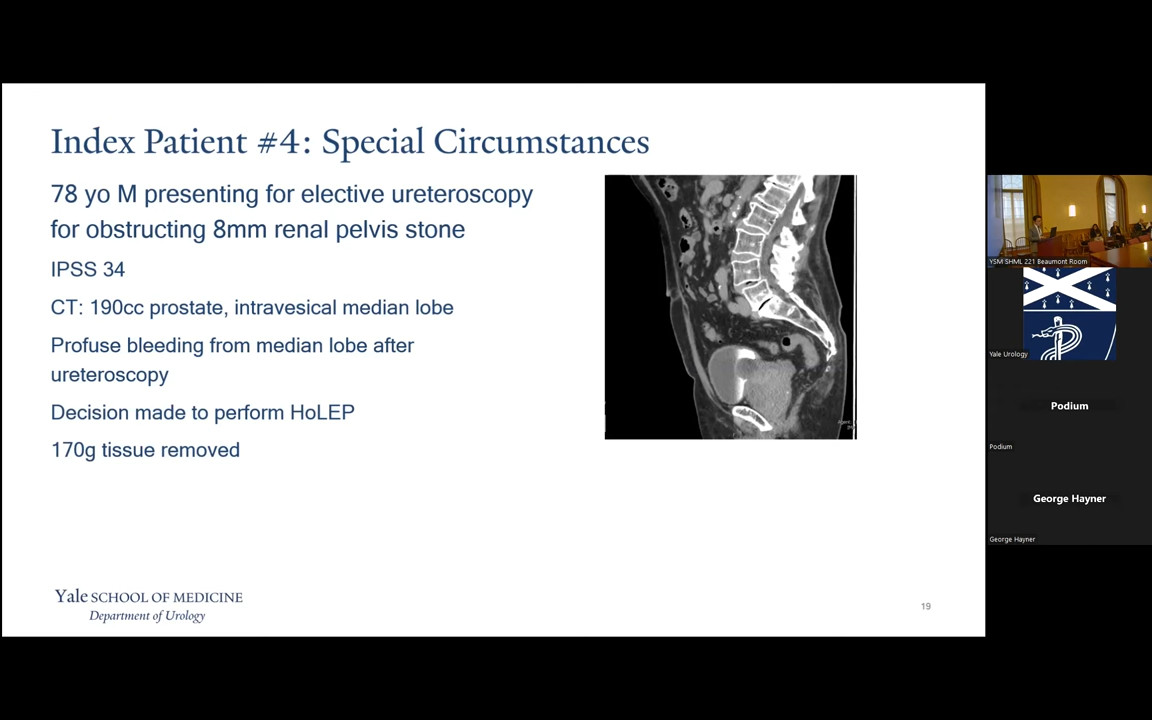 Index Patient #4: Special Circumstances
78 yo M presenting for elective ureteroscopy
for obstructing 8mm renal pelvis stone
IPSS 34
CT: 190cc prostate, intravesical median lobe
Profuse bleeding from median lobe after
ureteroscopy
Decision made to perform HoLEP
170g tissue removed
Yale SCHOOL OF MEDICINE
Department of Urology
19
YSM SHML 221 Beaumont Room
Yale Urology
Podium
Podium
George Hayner
George Hayner